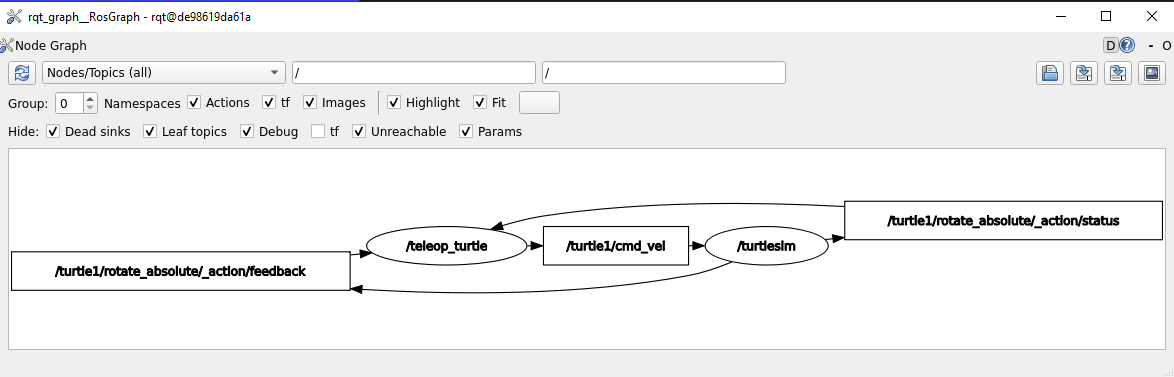 rqt_graph__RosGraph - rqt@de98619da61a
Node Graph D ? - O
Nodes/Topics (all) / /
Group: 0 Namespaces Actions tf Images Highlight Fit
Hide: Dead sinks Leaf topics Debug tf Unreachable Params
/turtle1/rotate_absolute/_action/status
/teleop_turtle /turtle1/cmd_vel /turtlesim
/turtle1/rotate_absolute/_action/feedback